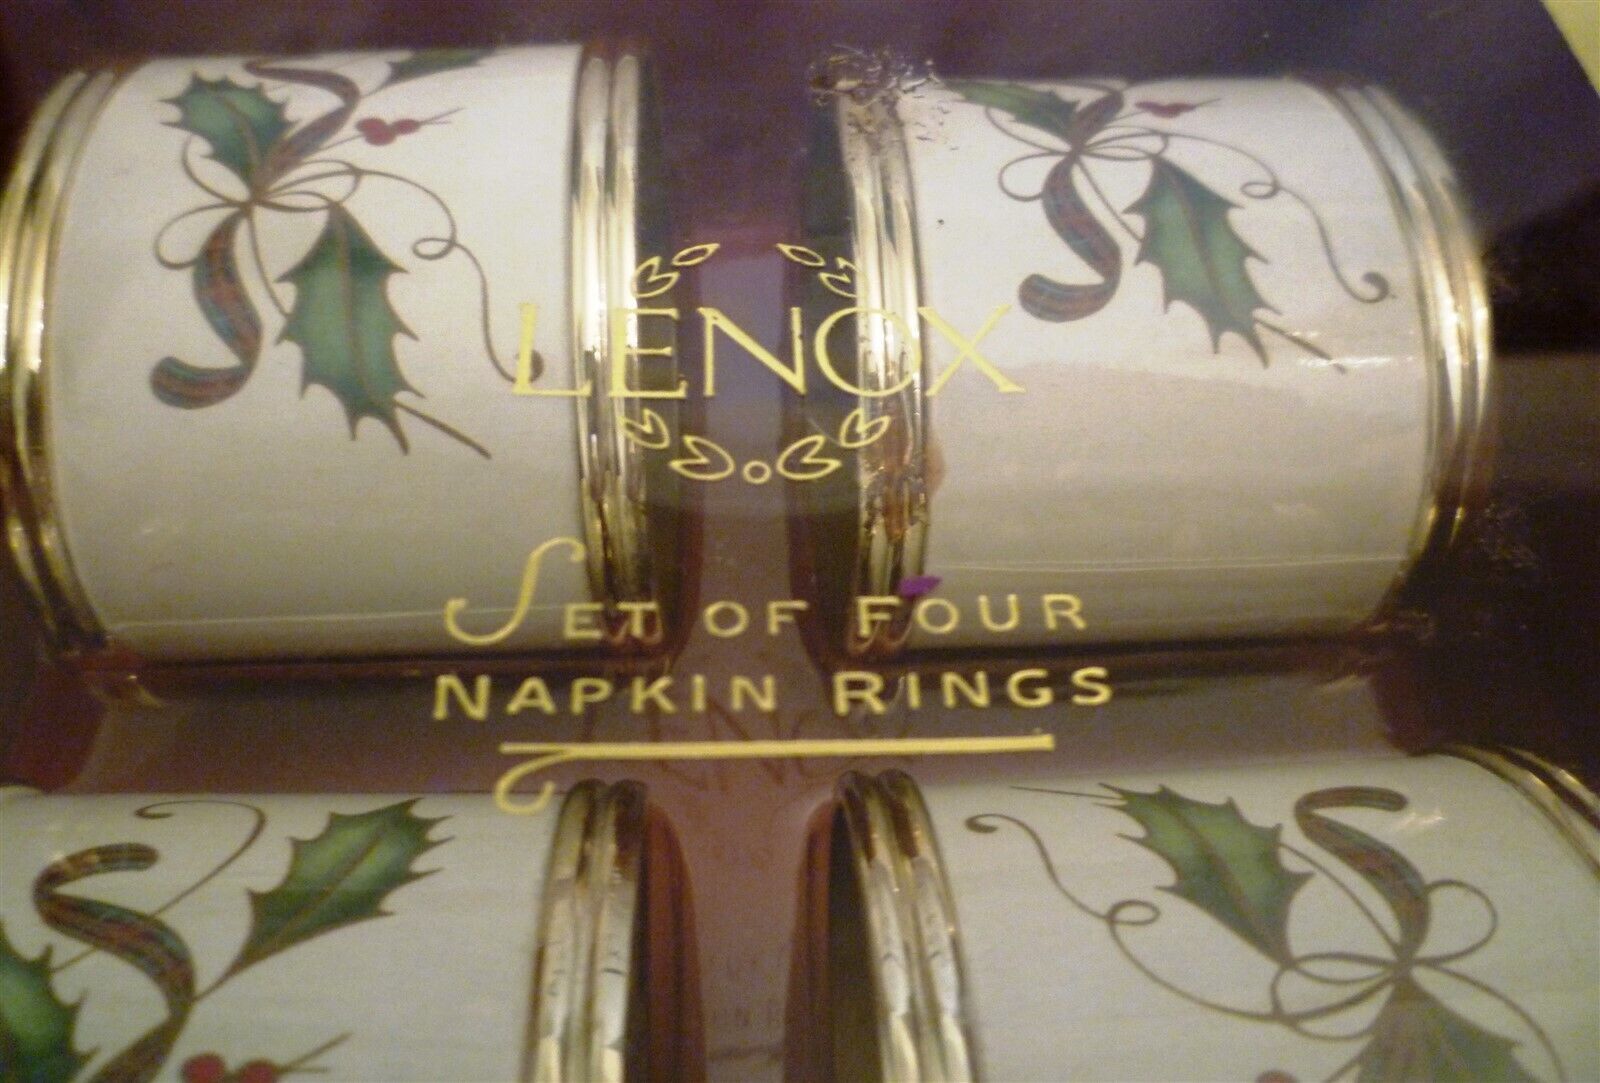 LENOX
SET OF FOUR
NAPKIN RINGS